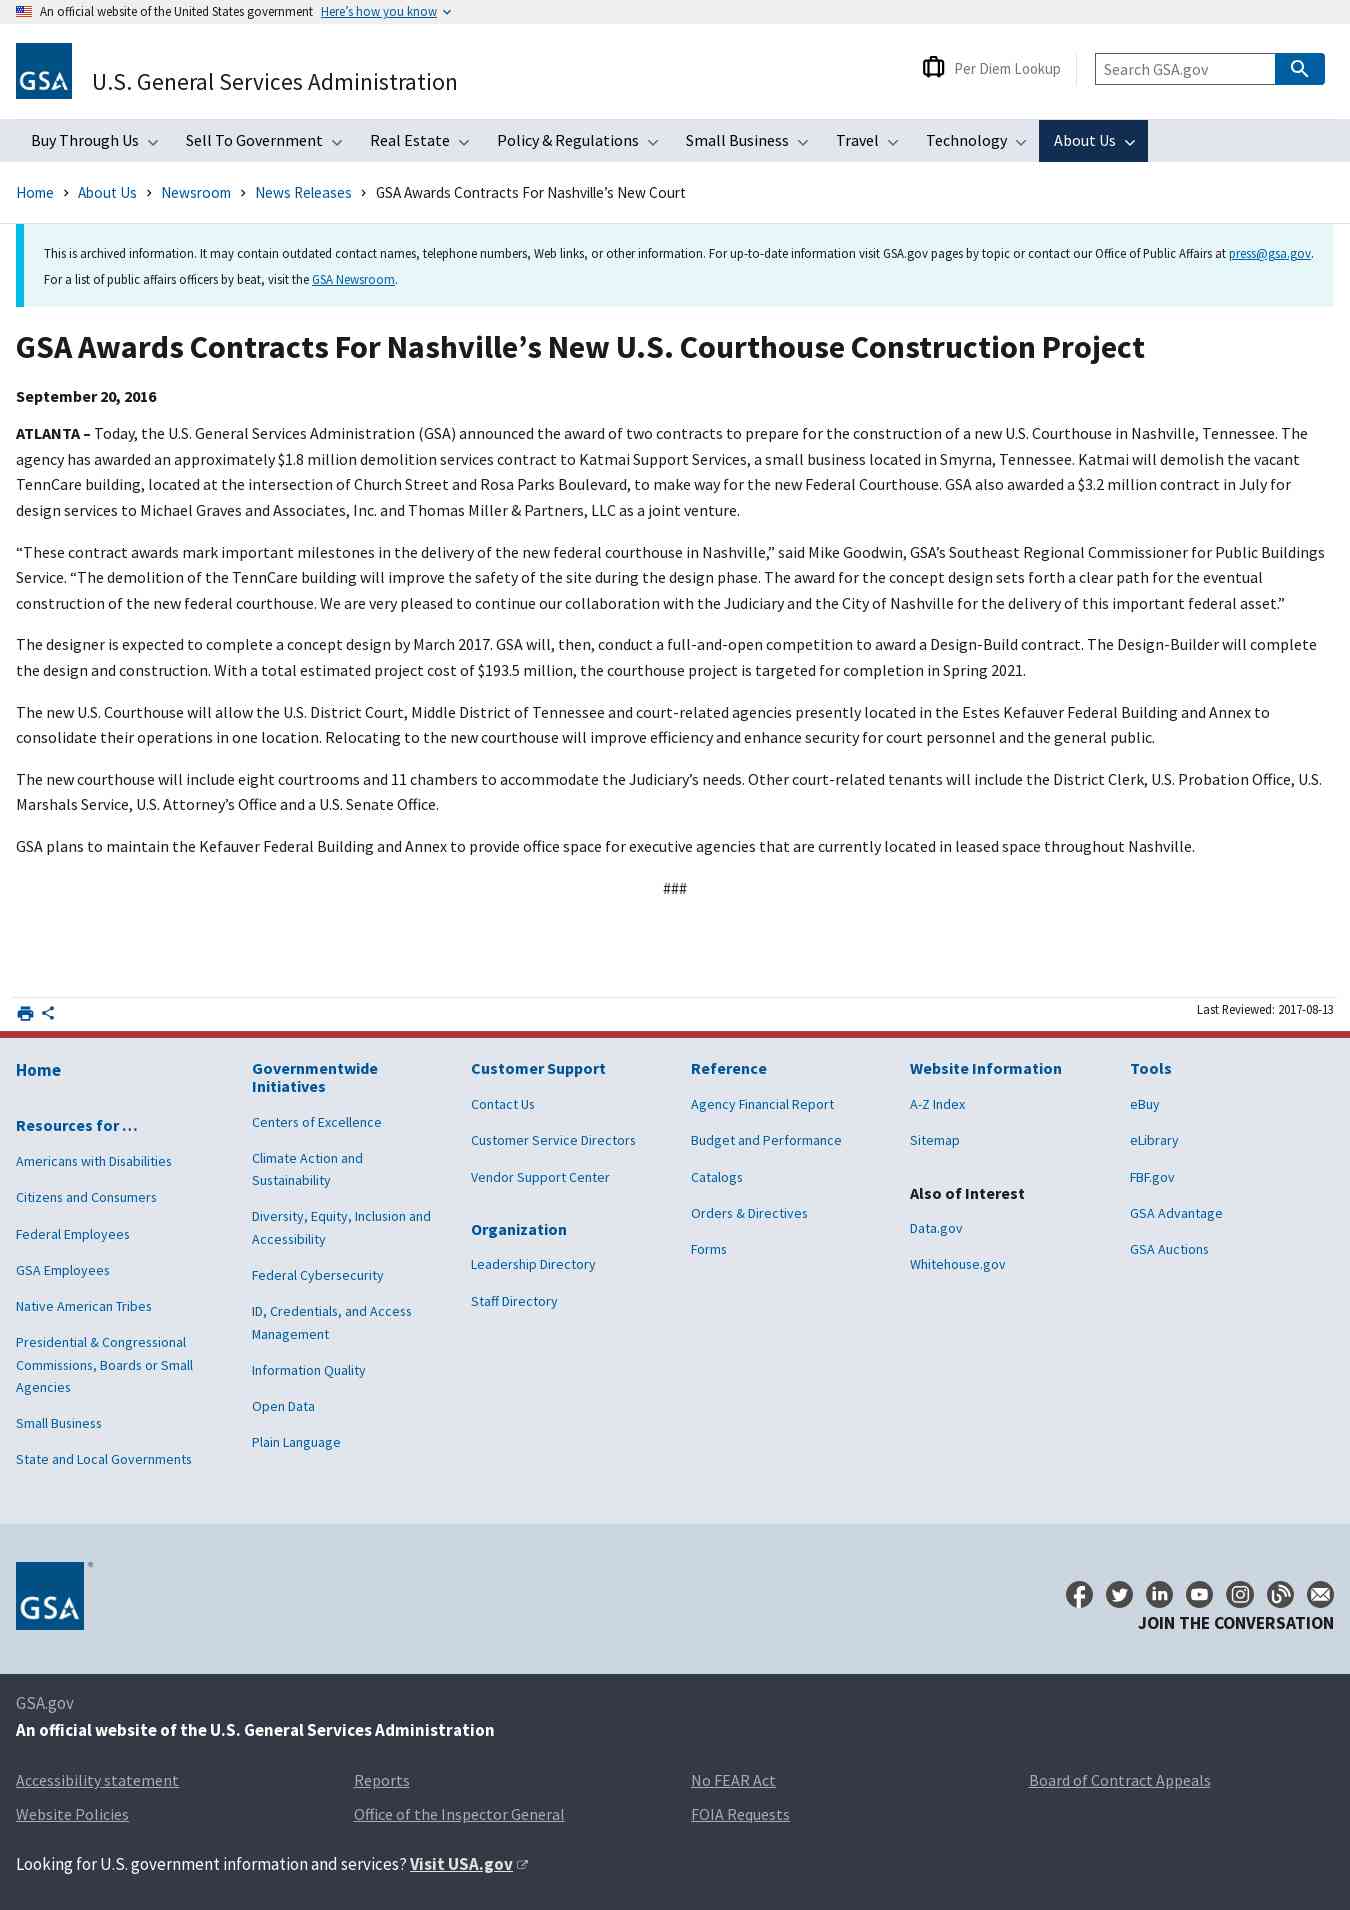 An official website of the United States government Here’s how you know
GSA
U.S. General Services Administration
Per Diem Lookup
Search GSA.gov
Buy Through Us Sell To Government Real Estate Policy & Regulations Small Business Travel Technology About Us
Home > About Us > Newsroom > News Releases > GSA Awards Contracts For Nashville’s New Court
This is archived information. It may contain outdated contact names, telephone numbers, Web links, or other information. For up-to-date information visit GSA.gov pages by topic or contact our Office of Public Affairs at press@gsa.gov.
For a list of public affairs officers by beat, visit the GSA Newsroom.
GSA Awards Contracts For Nashville’s New U.S. Courthouse Construction Project
September 20, 2016
ATLANTA – Today, the U.S. General Services Administration (GSA) announced the award of two contracts to prepare for the construction of a new U.S. Courthouse in Nashville, Tennessee. The
agency has awarded an approximately $1.8 million demolition services contract to Katmai Support Services, a small business located in Smyrna, Tennessee. Katmai will demolish the vacant
TennCare building, located at the intersection of Church Street and Rosa Parks Boulevard, to make way for the new Federal Courthouse. GSA also awarded a $3.2 million contract in July for
design services to Michael Graves and Associates, Inc. and Thomas Miller & Partners, LLC as a joint venture.
“These contract awards mark important milestones in the delivery of the new federal courthouse in Nashville,” said Mike Goodwin, GSA’s Southeast Regional Commissioner for Public Buildings
Service. “The demolition of the TennCare building will improve the safety of the site during the design phase. The award for the concept design sets forth a clear path for the eventual
construction of the new federal courthouse. We are very pleased to continue our collaboration with the Judiciary and the City of Nashville for the delivery of this important federal asset.”
The designer is expected to complete a concept design by March 2017. GSA will, then, conduct a full-and-open competition to award a Design-Build contract. The Design-Builder will complete
the design and construction. With a total estimated project cost of $193.5 million, the courthouse project is targeted for completion in Spring 2021.
The new U.S. Courthouse will allow the U.S. District Court, Middle District of Tennessee and court-related agencies presently located in the Estes Kefauver Federal Building and Annex to
consolidate their operations in one location. Relocating to the new courthouse will improve efficiency and enhance security for court personnel and the general public.
The new courthouse will include eight courtrooms and 11 chambers to accommodate the Judiciary’s needs. Other court-related tenants will include the District Clerk, U.S. Probation Office, U.S.
Marshals Service, U.S. Attorney’s Office and a U.S. Senate Office.
GSA plans to maintain the Kefauver Federal Building and Annex to provide office space for executive agencies that are currently located in leased space throughout Nashville.
###
Last Reviewed: 2017-08-13
Home
Resources for …
Americans with Disabilities
Citizens and Consumers
Federal Employees
GSA Employees
Native American Tribes
Presidential & Congressional
Commissions, Boards or Small
Agencies
Small Business
State and Local Governments
Governmentwide
Initiatives
Centers of Excellence
Climate Action and
Sustainability
Diversity, Equity, Inclusion and
Accessibility
Federal Cybersecurity
ID, Credentials, and Access
Management
Information Quality
Open Data
Plain Language
Customer Support
Contact Us
Customer Service Directors
Vendor Support Center
Organization
Leadership Directory
Staff Directory
Reference
Agency Financial Report
Budget and Performance
Catalogs
Orders & Directives
Forms
Website Information
A-Z Index
Sitemap
Also of Interest
Data.gov
Whitehouse.gov
Tools
eBuy
eLibrary
FBF.gov
GSA Advantage
GSA Auctions
GSA
JOIN THE CONVERSATION
GSA.gov
An official website of the U.S. General Services Administration
Accessibility statement Reports No FEAR Act Board of Contract Appeals
Website Policies Office of the Inspector General FOIA Requests
Looking for U.S. government information and services? Visit USA.gov